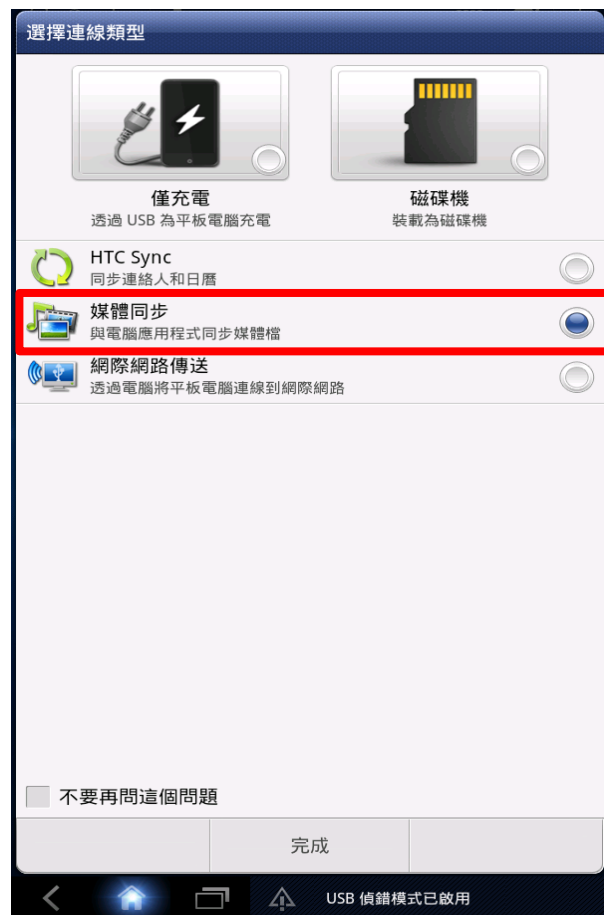 選擇連線類型
僅充電
透過 USB 為平板電腦充電
磁碟機
裝載為磁碟機
HTC Sync
同步連絡人和日曆
媒體同步
與電腦應用程式同步媒體檔
網際網路傳送
透過電腦將平板電腦連線到網際網路
不要再問這個問題
完成
USB 偵錯模式已啟用